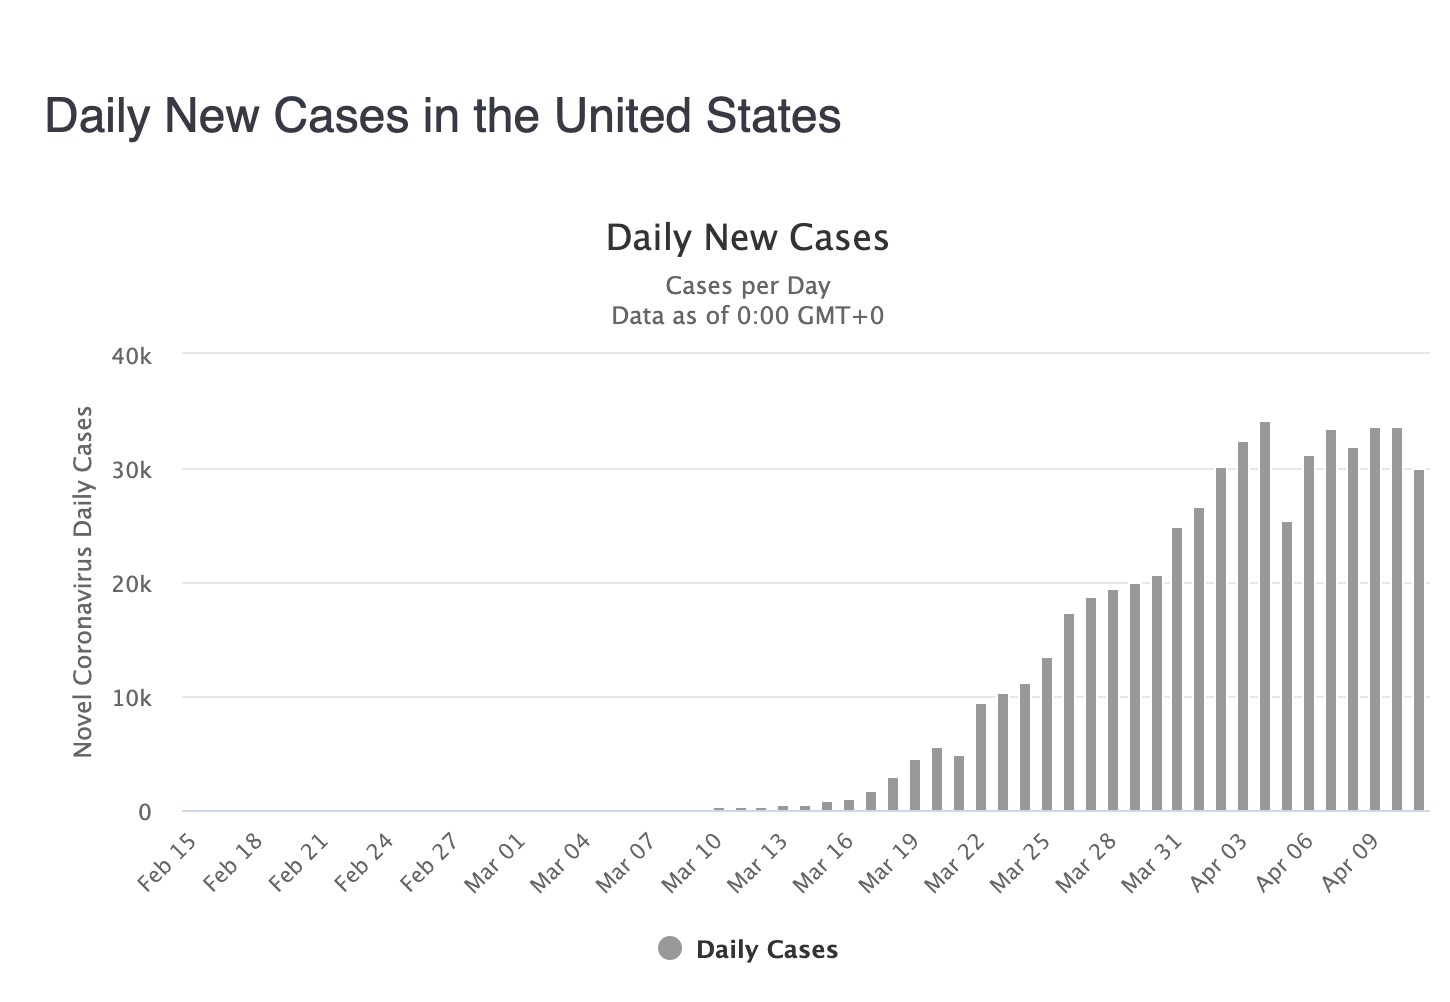 Daily New Cases in the United States
Daily New Cases
Cases per Day
Data as of 0:00 GMT+0
Novel Coronavirus Daily Cases
40k
30k
20k
10k
0
Feb 15
Feb 18
Feb 21
Feb 24
Feb 27
Mar 01
Mar 04
Mar 07
Mar 10
Mar 13
Mar 16
Mar 19
Mar 22
Mar 25
Mar 28
Mar 31
Apr 03
Apr 06
Apr 09
Daily Cases